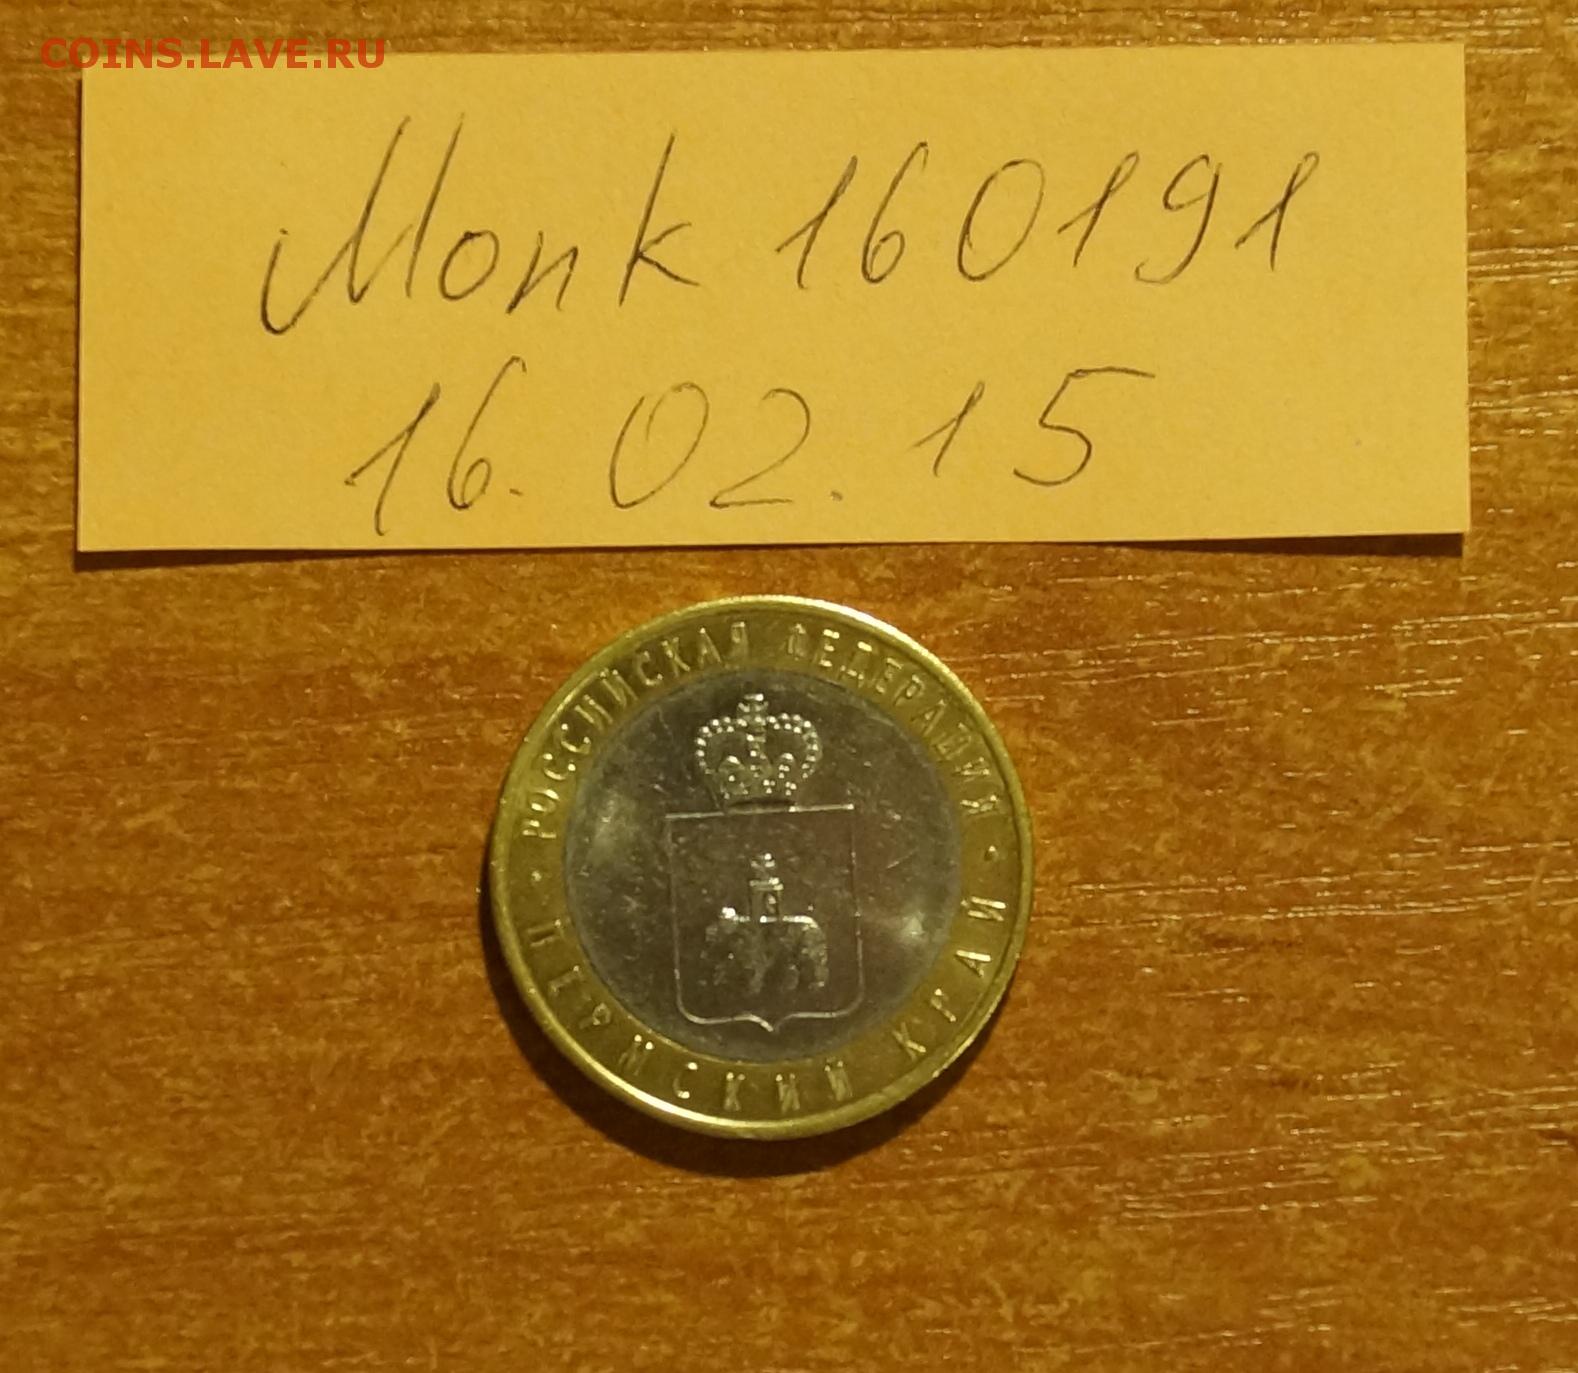 COINS.LAVE.RU
Monk 160191
16.02.15
• РОССИЙСКАЯ ФЕДЕРАЦИЯ •
ПЕРМСКИЙ КРАЙ